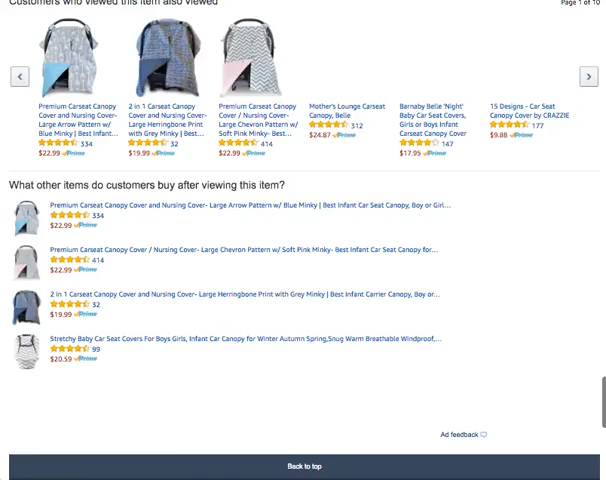 Customers who viewed this item also viewed
Page 1 of 10
Premium Carseat Canopy
Cover and Nursing Cover-
Large Arrow Pattern w/
Blue Minky | Best Infant...
334
$22.99 Prime
2 in 1 Carseat Canopy
Cover and Nursing Cover-
Large Herringbone Print
with Grey Minky | Best...
32
$19.99 Prime
Premium Carseat Canopy
Cover / Nursing Cover-
Large Chevron Pattern w/
Soft Pink Minky- Best...
414
$22.99 Prime
Mother's Lounge Carseat
Canopy, Belle
312
$24.87 Prime
Barnaby Belle 'Night'
Baby Car Seat Covers,
Girls or Boys Infant
Carseat Canopy Cover
147
$17.95 Prime
15 Designs - Car Seat
Canopy Cover by CRAZZIE
177
$9.88 Prime
What other items do customers buy after viewing this item?
Premium Carseat Canopy Cover and Nursing Cover- Large Arrow Pattern w/ Blue Minky | Best Infant Car Seat Canopy, Boy or Girl...
334
$22.99 Prime
Premium Carseat Canopy Cover / Nursing Cover- Large Chevron Pattern w/ Soft Pink Minky- Best Infant Car Seat Canopy for...
414
$22.99 Prime
2 in 1 Carseat Canopy Cover and Nursing Cover- Large Herringbone Print with Grey Minky | Best Infant Carrier Canopy, Boy or...
32
$19.99 Prime
Stretchy Baby Car Seat Covers For Boys Girls, Infant Car Canopy for Winter Autumn Spring,Snug Warm Breathable Windproof,...
99
$20.59 Prime
Ad feedback
Back to top